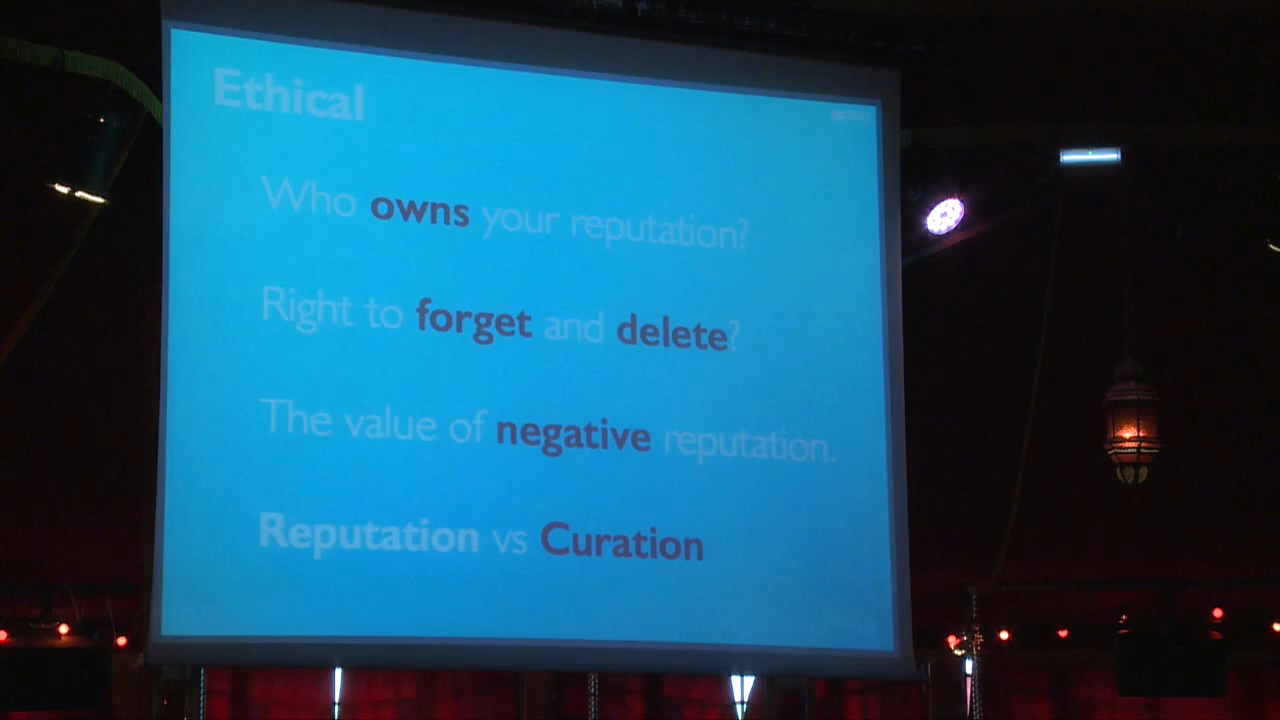 Ethical
Who owns your reputation?
Right to forget and delete?
The value of negative reputation.
Reputation vs Curation